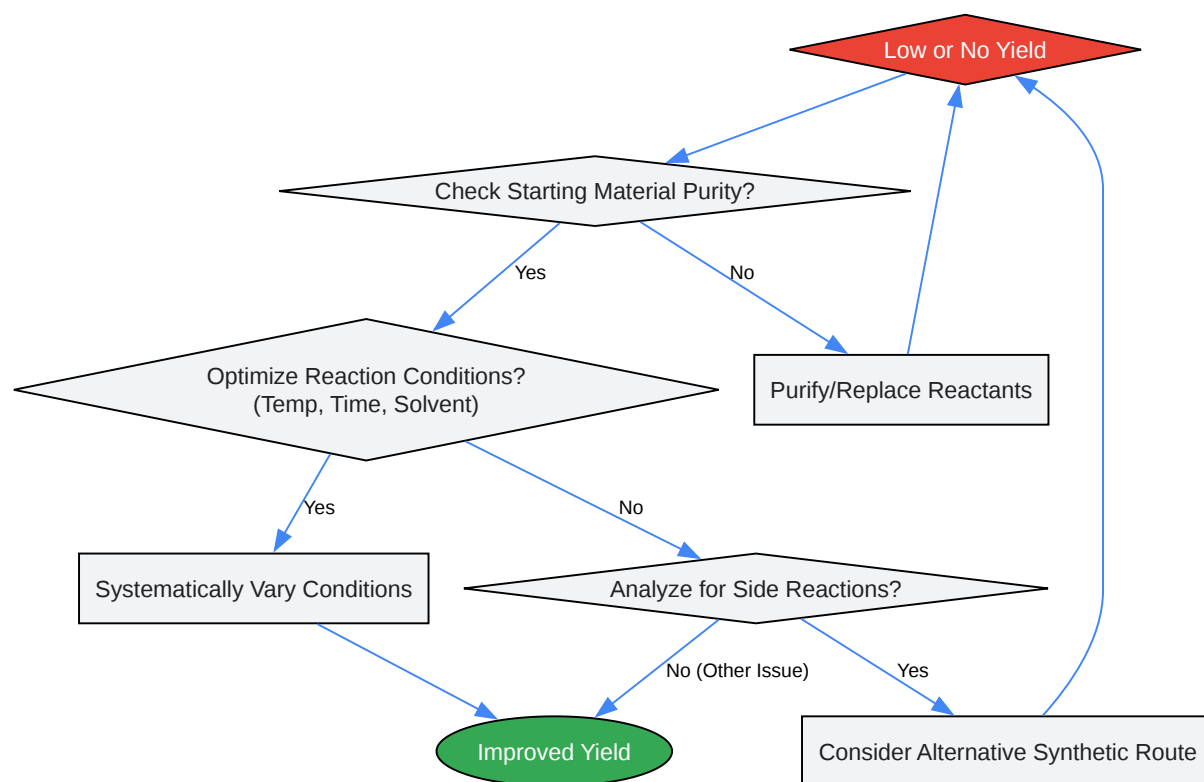 Low or No Yield
Check Starting Material Purity?
Yes
No
Optimize Reaction Conditions?
(Temp, Time, Solvent)
Purify/Replace Reactants
Yes
No
Systematically Vary Conditions
Analyze for Side Reactions?
No (Other Issue)
Yes
Improved Yield
Consider Alternative Synthetic Route